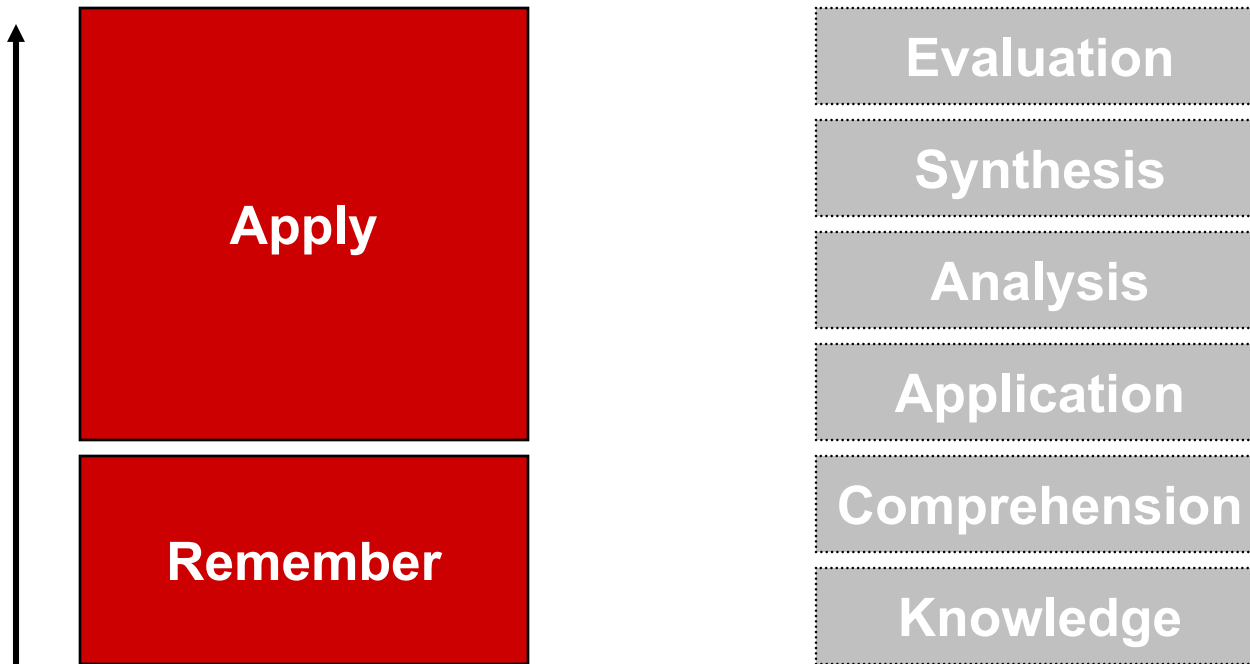 Apply
Remember
Evaluation
Synthesis
Analysis
Application
Comprehension
Knowledge